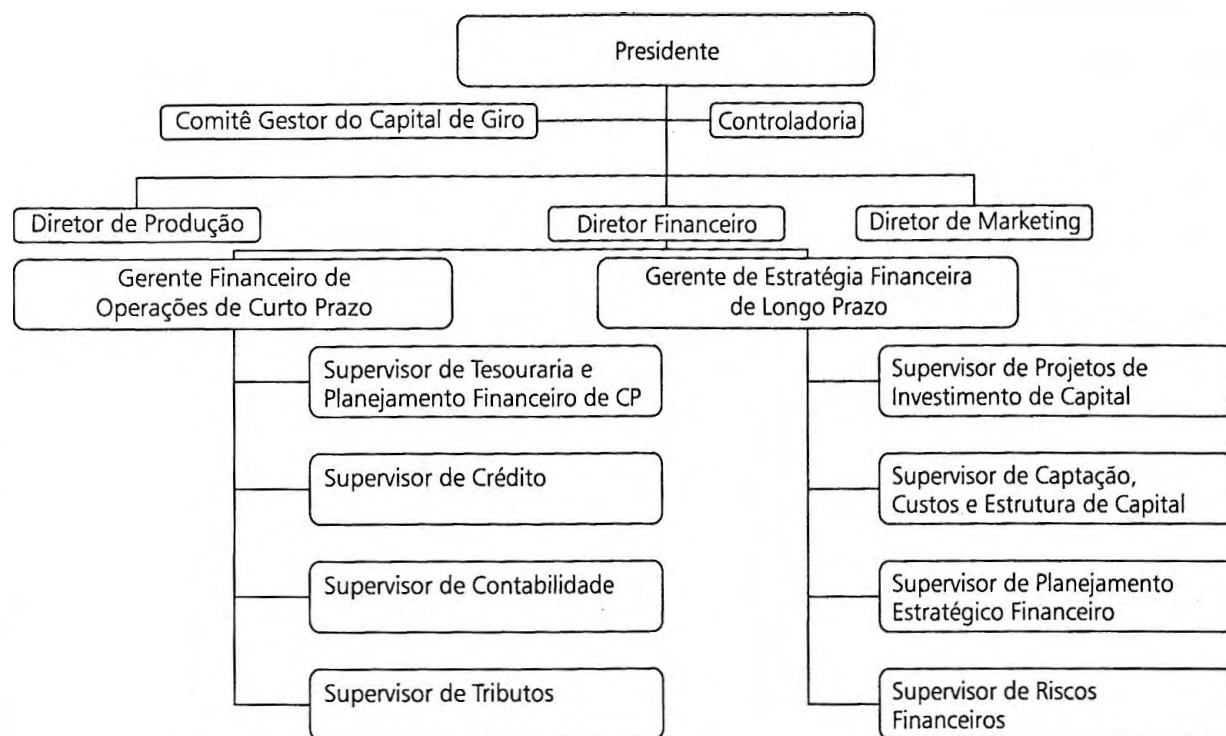 Presidente
Comitê Gestor do Capital de Giro
Controladoria
Diretor de Produção
Diretor Financeiro
Diretor de Marketing
Gerente Financeiro de
Operações de Curto Prazo
Gerente de Estratégia Financeira
de Longo Prazo
Supervisor de Tesouraria e
Planejamento Financeiro de CP
Supervisor de Projetos de
Investimento de Capital
Supervisor de Crédito
Supervisor de Captação,
Custos e Estrutura de Capital
Supervisor de Contabilidade
Supervisor de Planejamento
Estratégico Financeiro
Supervisor de Tributos
Supervisor de Riscos
Financeiros